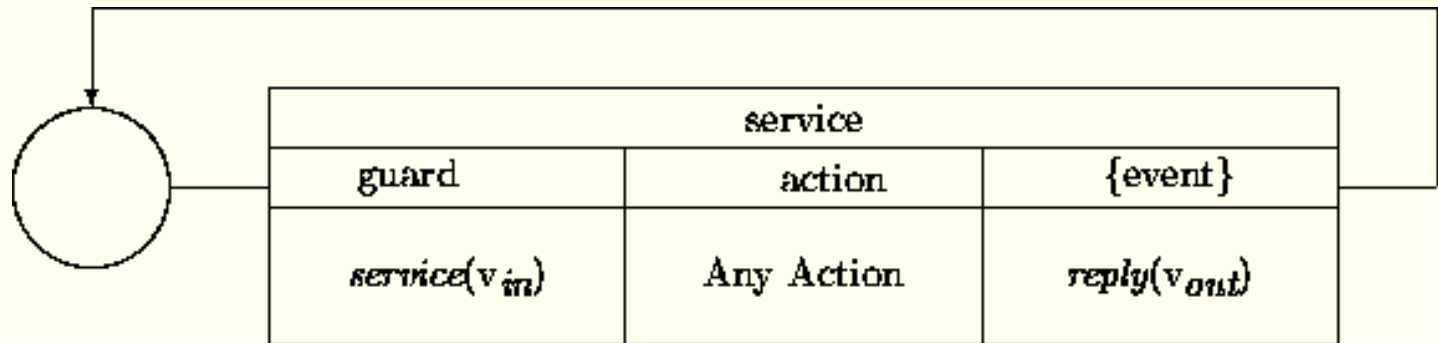 service
guard action {event}
service(v_in) Any Action reply(v_out)